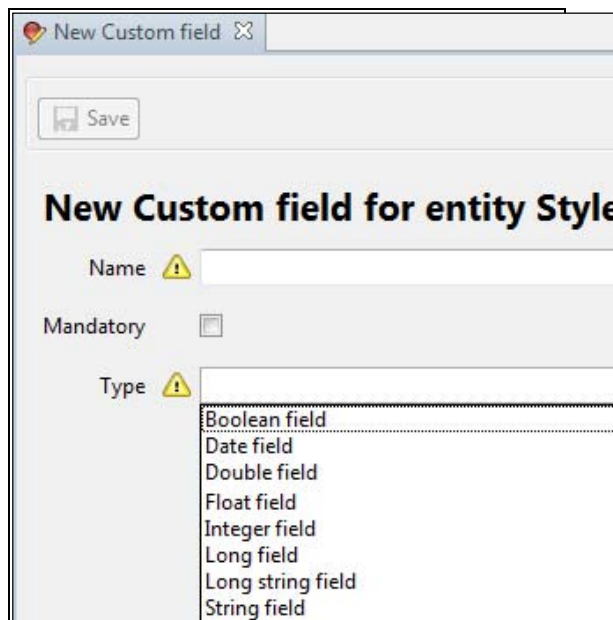 New Custom field
Save
New Custom field for entity Style
Name
Mandatory
Type
Boolean field
Date field
Double field
Float field
Integer field
Long field
Long string field
String field